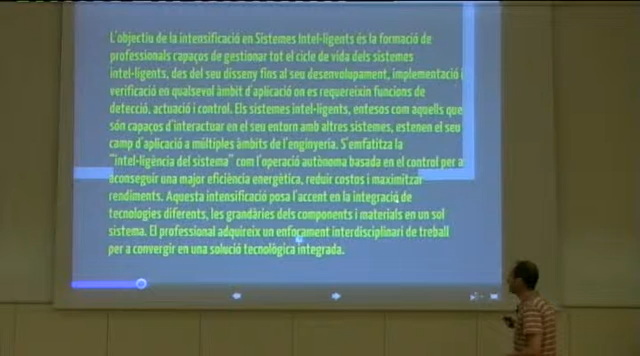 L'objectiu de la intensificació en Sistemes Intel·ligents és la formació de
professionals capaços de gestionar tot el cicle de vida dels sistemes
intel·ligents, des del seu disseny fins al seu desenvolupament, implementació i
verificació en qualsevol àmbit d'aplicació on es requereixin funcions de
detecció, actuació i control. Els sistemes intel·ligents, entesos com aquells que
són capaços d'interactuar en el seu entorn amb altres sistemes, estenen el seu
camp d'aplicació a múltiples àmbits de l'enginyeria. S'emfatitza la
"intel·ligència del sistema" com l'operació autònoma basada en el control per a
aconseguir una major eficiència energètica, reduir costos i maximitzar
rendiments. Aquesta intensificació posa l'accent en la integració de
tecnologies diferents, les grandàries dels components i materials en un sol
sistema. El professional adquireix un enfocament interdisciplinari de treball
per a convergir en una solució tecnològica integrada.